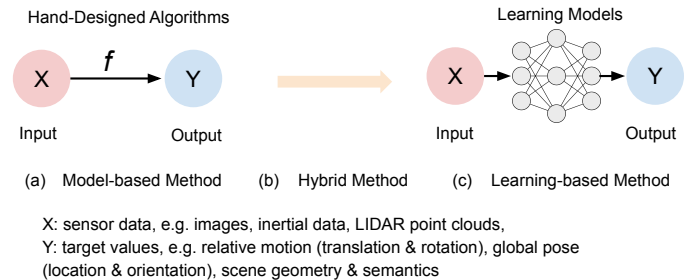 Hand-Designed Algorithms
Learning Models
X
f
Y
X
Y
Input
Output
Input
Output
(a) Model-based Method
(b) Hybrid Method
(c) Learning-based Method
X: sensor data, e.g. images, inertial data, LIDAR point clouds,
Y: target values, e.g. relative motion (translation & rotation), global pose
(location & orientation), scene geometry & semantics